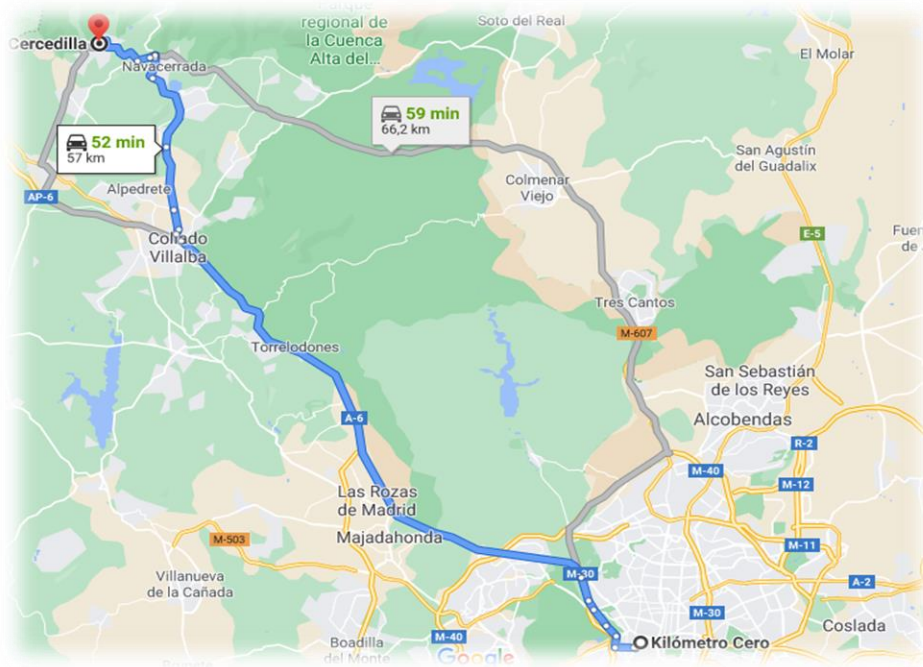 Parque
regional de
la Cuenca
Alta del...
Soto del Real
Cercedilla
El Molar
Navacerrada
59 min
66,2 km
52 min
57 km
San Agustín
del Guadalix
Colmenar
Viejo
Alpedrete
AP-6
Collado
Villalba
E-5
Fuen
de
Tres Cantos
M-607
Torrelodones
San Sebastián
de los Reyes
Alcobendas
A-6
R-2
M-40
M-12
Las Rozas
de Madrid
Majadahonda
M-503
M-11
Villanueva
de la Cañada
M-30
A-2
M-30
Coslada
M-40
Kilómetro Cero
Boadilla
del Monte
Google